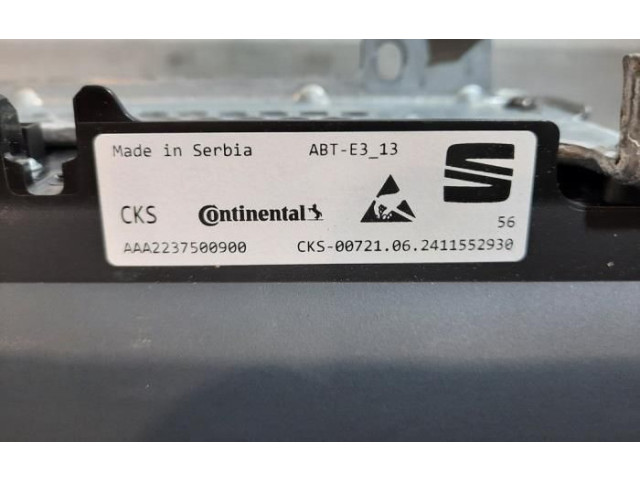 Made in Serbia ABT-E3_13
CKS Continental
56
AAA2237500900 CKS-00721.06.2411552930